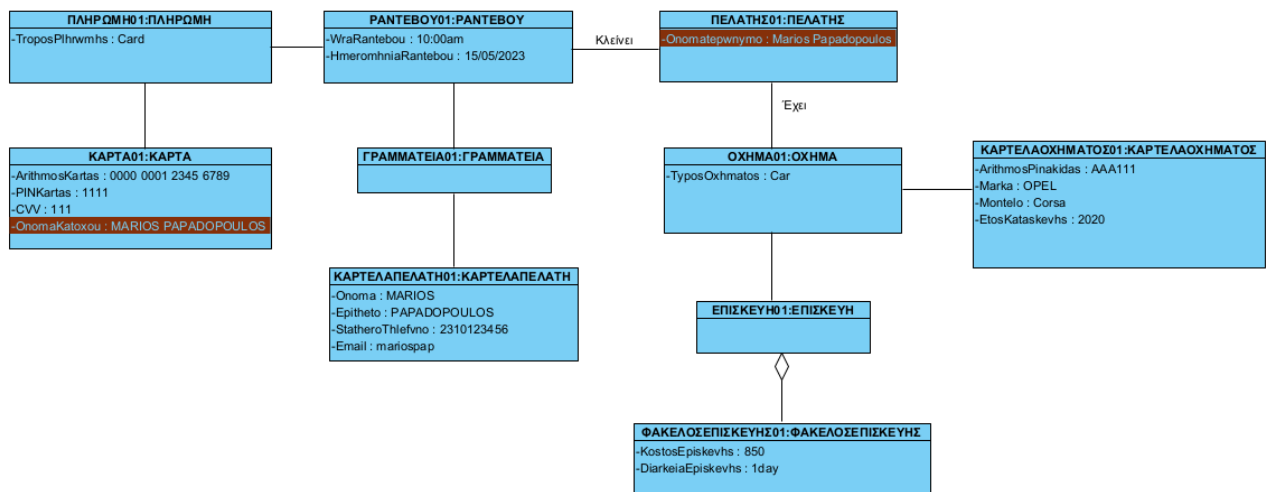 ΠΛΗΡΩΜΗ01:ΠΛΗΡΩΜΗ
-TroposPlhrwmhs : Card
ΡΑΝΤΕΒΟΥ01:ΡΑΝΤΕΒΟΥ
-WraRantebou : 10:00am
-HmeromhniaRantebou : 15/05/2023
Κλείνει
ΠΕΛΑΤΗΣ01:ΠΕΛΑΤΗΣ
-Onomatepwnymo : Marios Papadopoulos
Έχει
ΚΑΡΤΑ01:ΚΑΡΤΑ
-ArithmosKartas : 0000 0001 2345 6789
-PINKartas : 1111
-CVV : 111
-OnomaKatoxou : MARIOS PAPADOPOULOS
ΓΡΑΜΜΑΤΕΙΑ01:ΓΡΑΜΜΑΤΕΙΑ
ΟΧΗΜΑ01:ΟΧΗΜΑ
-TyposOxhmatos : Car
ΚΑΡΤΕΛΑΟΧΗΜΑΤΟΣ01:ΚΑΡΤΕΛΑΟΧΗΜΑΤΟΣ
-ArithmosPinakidas : AAA111
-Marka : OPEL
-Montelo : Corsa
-EtosKataskevhs : 2020
ΚΑΡΤΕΛΑΠΕΛΑΤΗ01:ΚΑΡΤΕΛΑΠΕΛΑΤΗ
-Onoma : MARIOS
-Epitheto : PAPADOPOULOS
-StatheroThlefvno : 2310123456
-Email : mariospap
ΕΠΙΣΚΕΥΗ01:ΕΠΙΣΚΕΥΗ
ΦΑΚΕΛΟΣΕΠΙΣΚΕΥΗΣ01:ΦΑΚΕΛΟΣΕΠΙΣΚΕΥΗΣ
-KostosEpiskevhs : 850
-DiarkeiaEpiskevhs : 1day